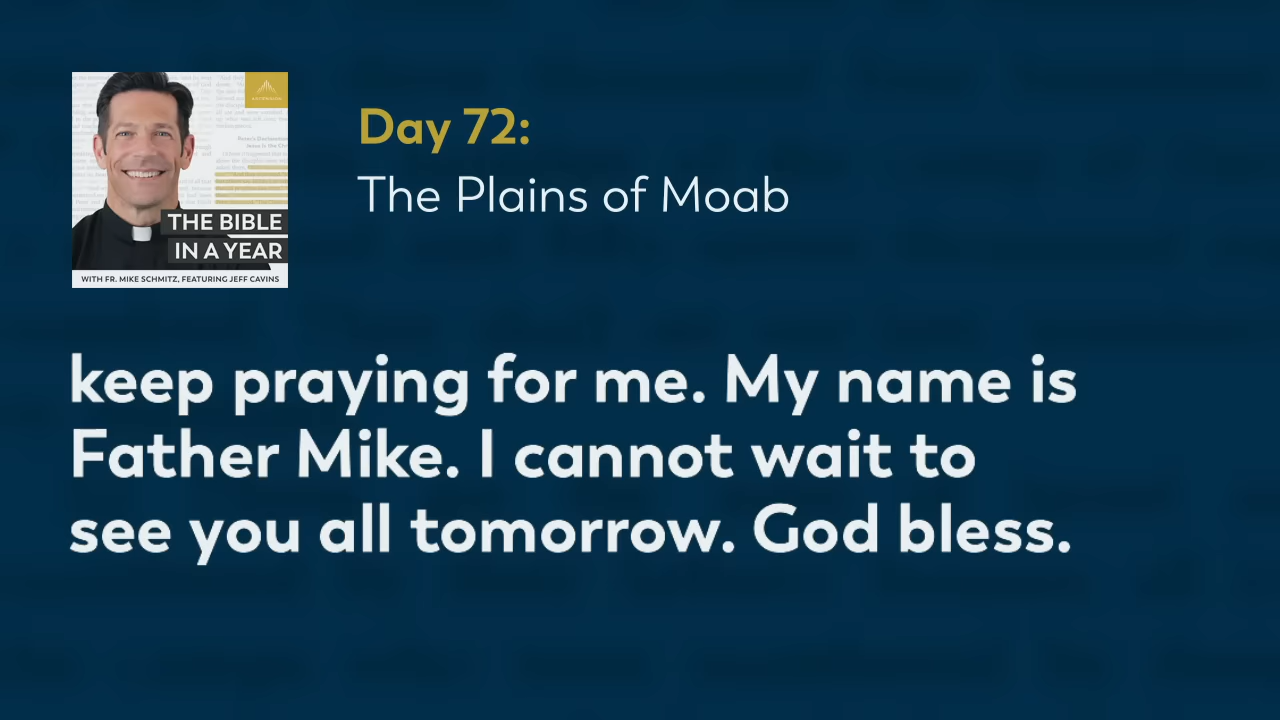 Day 72:
The Plains of Moab
THE BIBLE
IN A YEAR
WITH FR. MIKE SCHMITZ, FEATURING JEFF CAVINS
keep praying for me. My name is
Father Mike. I cannot wait to
see you all tomorrow. God bless.